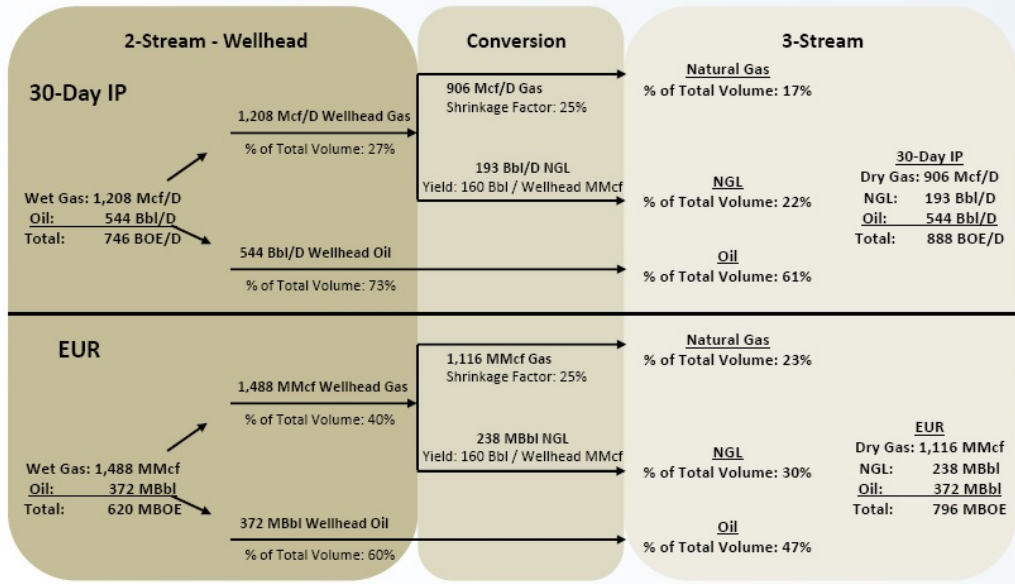 2-Stream - Wellhead
Conversion
3-Stream
30-Day IP
Wet Gas: 1,208 Mcf/D
Oil: 544 Bbl/D
Total: 746 BOE/D
1,208 Mcf/D Wellhead Gas
% of Total Volume: 27%
544 Bbl/D Wellhead Oil
% of Total Volume: 73%
906 Mcf/D Gas
Shrinkage Factor: 25%
193 Bbl/D NGL
Yield: 160 Bbl / Wellhead MMcf
Natural Gas
% of Total Volume: 17%
NGL
% of Total Volume: 22%
Oil
% of Total Volume: 61%
30-Day IP
Dry Gas: 906 Mcf/D
NGL: 193 Bbl/D
Oil: 544 Bbl/D
Total: 888 BOE/D
EUR
Wet Gas: 1,488 MMcf
Oil: 372 MBbl
Total: 620 MBOE
1,488 MMcf Wellhead Gas
% of Total Volume: 40%
372 MBbl Wellhead Oil
% of Total Volume: 60%
1,116 MMcf Gas
Shrinkage Factor: 25%
238 MBbl NGL
Yield: 160 Bbl / Wellhead MMcf
Natural Gas
% of Total Volume: 23%
NGL
% of Total Volume: 30%
Oil
% of Total Volume: 47%
EUR
Dry Gas: 1,116 MMcf
NGL: 238 MBbl
Oil: 372 MBbl
Total: 796 MBOE